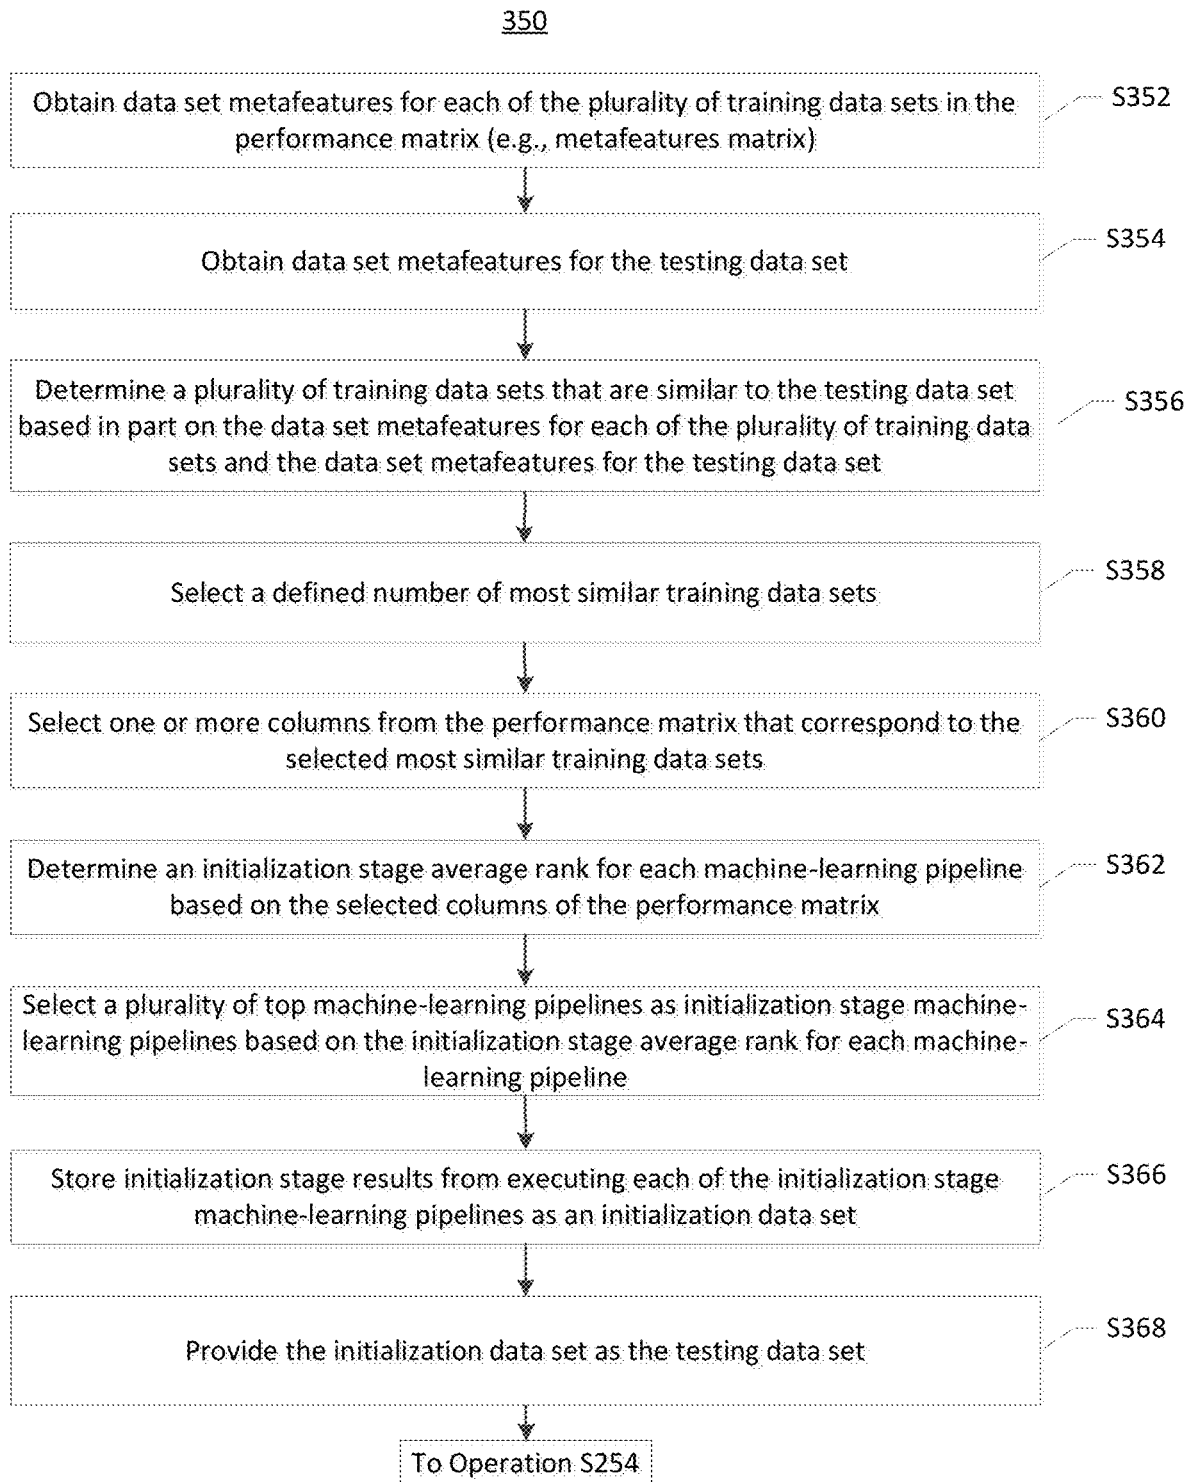 350
Obtain data set metafeatures for each of the plurality of training data sets in the
performance matrix (e.g., metafeatures matrix)
S352
Obtain data set metafeatures for the testing data set
S354
Determine a plurality of training data sets that are similar to the testing data set
based in part on the data set metafeatures for each of the plurality of training data
sets and the data set metafeatures for the testing data set
S356
Select a defined number of most similar training data sets
S358
Select one or more columns from the performance matrix that correspond to the
selected most similar training data sets
S360
Determine an initialization stage average rank for each machine-learning pipeline
based on the selected columns of the performance matrix
S362
Select a plurality of top machine-learning pipelines as initialization stage machine-
learning pipelines based on the initialization stage average rank for each machine-
learning pipeline
S364
Store initialization stage results from executing each of the initialization stage
machine-learning pipelines as an initialization data set
S366
Provide the initialization data set as the testing data set
S368
To Operation S254